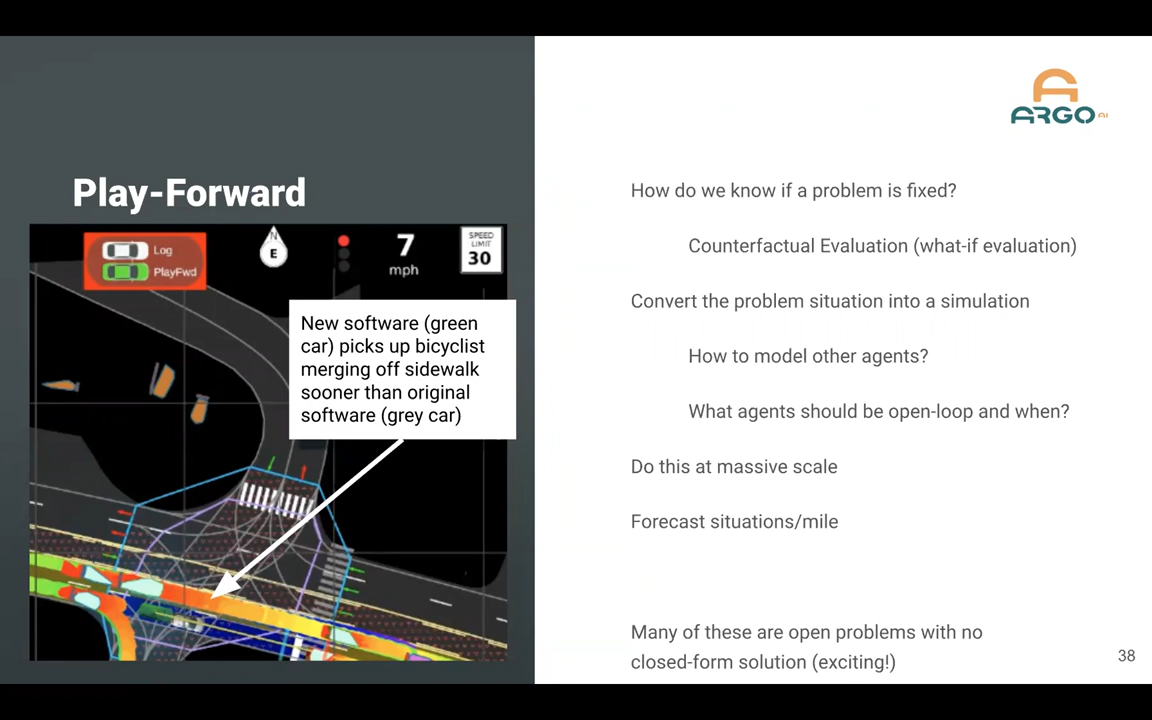 ARGO AI
Play-Forward
Log
PlayFwd
N
E
7
mph
SPEED
LIMIT
30
New software (green
car) picks up bicyclist
merging off sidewalk
sooner than original
software (grey car)
How do we know if a problem is fixed?
Counterfactual Evaluation (what-if evaluation)
Convert the problem situation into a simulation
How to model other agents?
What agents should be open-loop and when?
Do this at massive scale
Forecast situations/mile
Many of these are open problems with no
closed-form solution (exciting!)
38